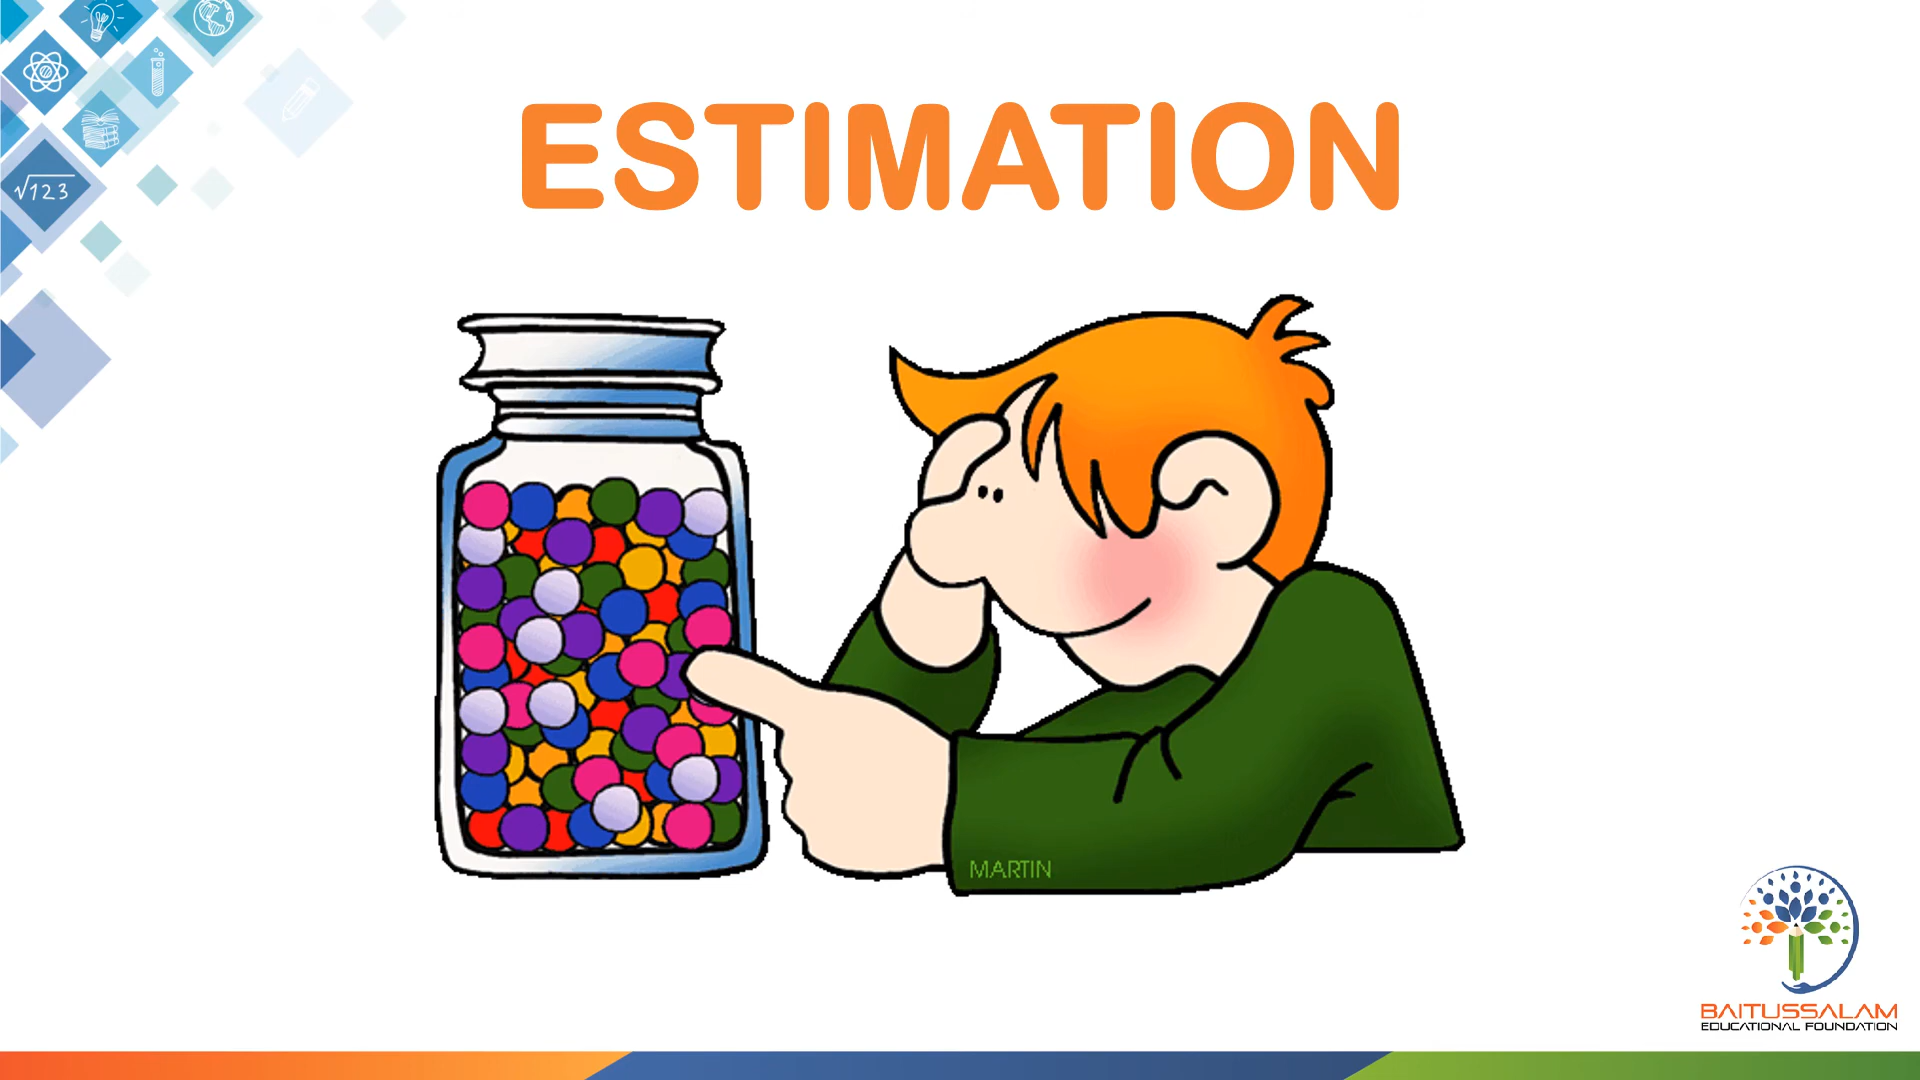 ESTIMATION
√123
MARTIN
BAITUSSALAM
EDUCATIONAL FOUNDATION